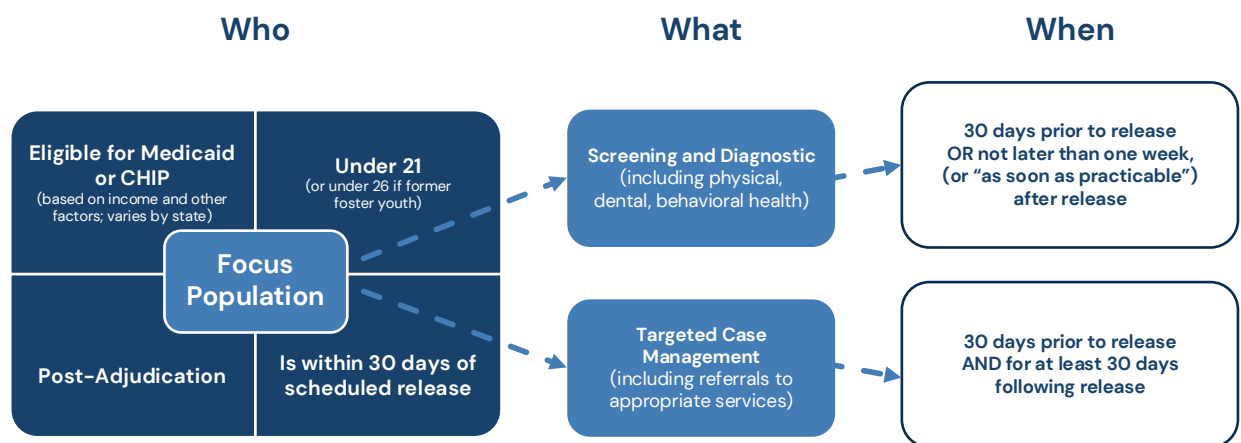 Who
What
When
Eligible for Medicaid
or CHIP
(based on income and other
factors; varies by state)
Under 21
(or under 26 if former
foster youth)
Focus
Population
Post-Adjudication
Is within 30 days of
scheduled release
Screening and Diagnostic
(including physical,
dental, behavioral health)
Targeted Case
Management
(including referrals to
appropriate services)
30 days prior to release
OR not later than one week,
(or “as soon as practicable”)
after release
30 days prior to release
AND for at least 30 days
following release